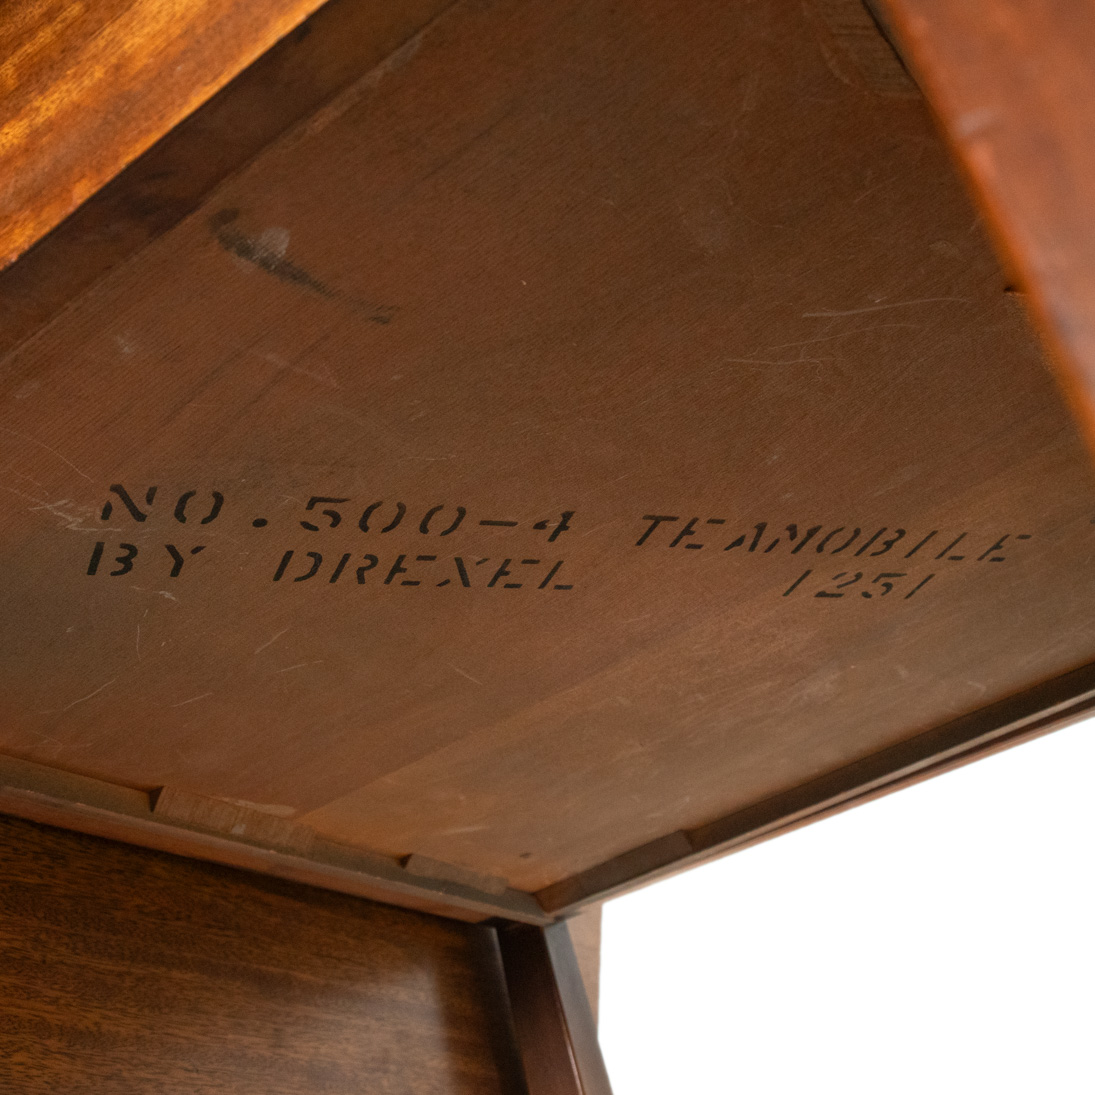 NO. 500-4 TEAMOBILE
BY DREXEL 1251